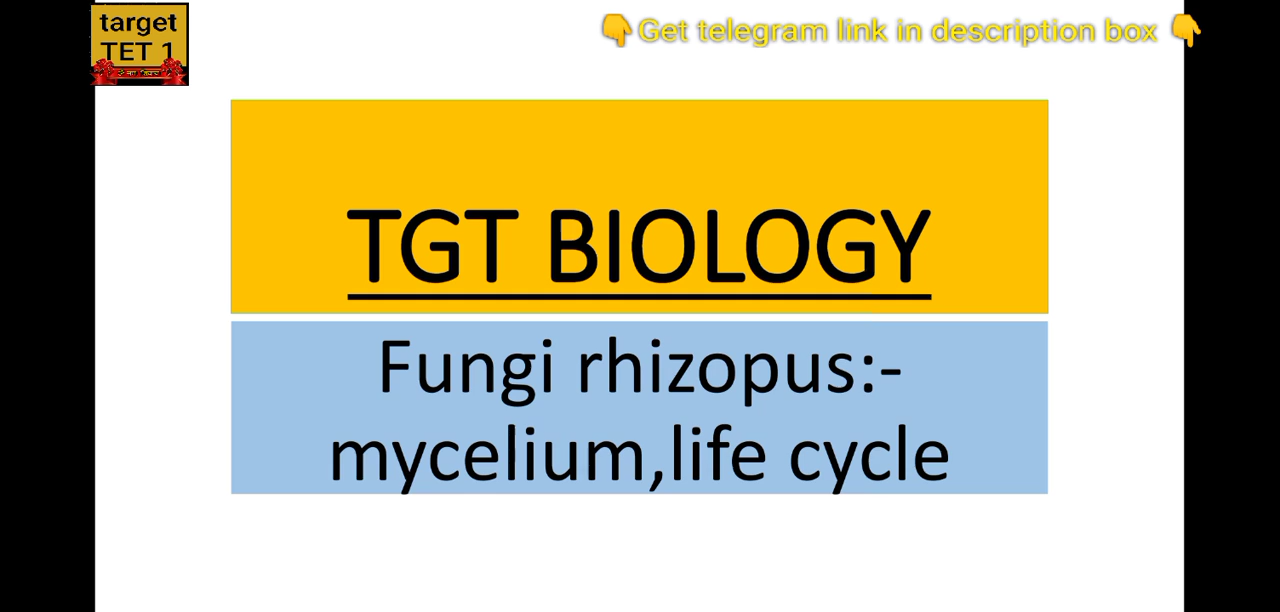 target
TET 1
👇Get telegram link in description box 👇
TGT BIOLOGY
Fungi rhizopus:-
mycelium,life cycle